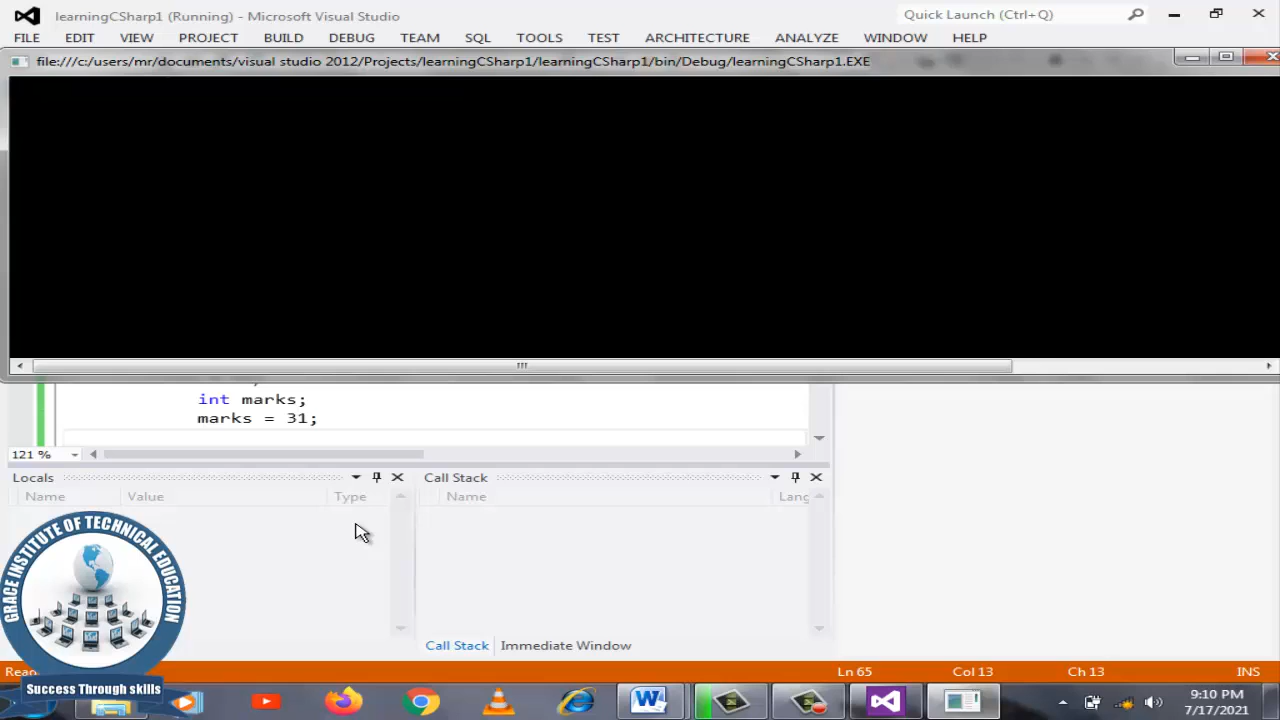 learningCSharp1 (Running) - Microsoft Visual Studio
Quick Launch (Ctrl+Q)
FILE EDIT VIEW PROJECT BUILD DEBUG TEAM SQL TOOLS TEST ARCHITECTURE ANALYZE WINDOW HELP
file:///c:/users/mr/documents/visual studio 2012/Projects/learningCSharp1/learningCSharp1/bin/Debug/learningCSharp1.EXE
int marks;
marks = 31;
121 %
Locals
Call Stack
Name Value Type
Name Lang
GRACE INSTITUTE OF TECHNICAL EDUCATION
Success Through skills
Call Stack Immediate Window
Ln 65 Col 13 Ch 13 INS
9:10 PM
7/17/2021